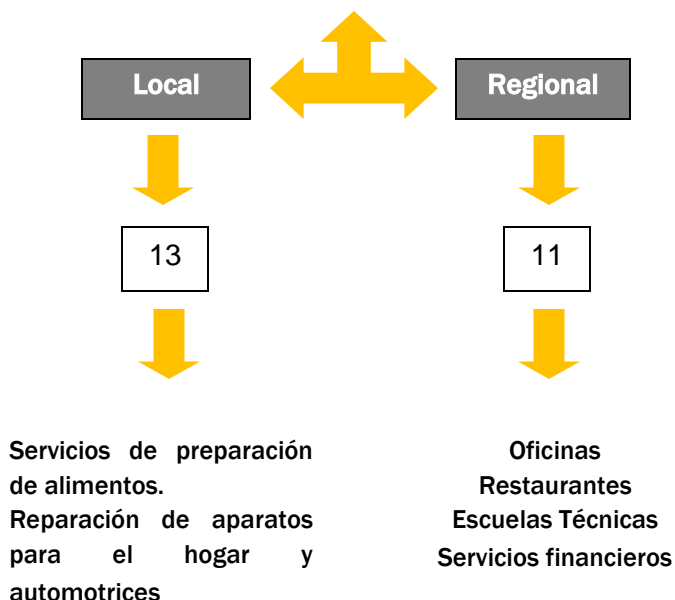 Local
Regional
13
11
Servicios de preparación
de alimentos.
Reparación de aparatos
para el hogar y
automotrices
Oficinas
Restaurantes
Escuelas Técnicas
Servicios financieros